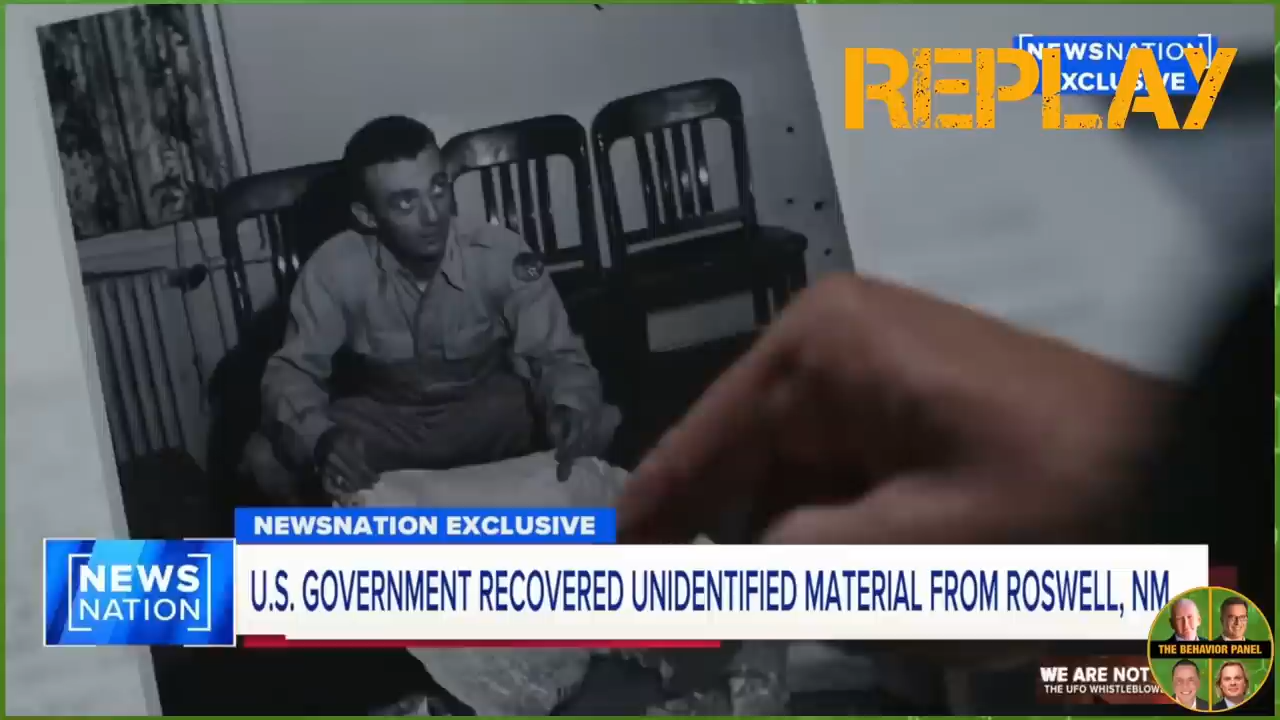 NEWSNATION
EXCLUSIVE
REPLAY
NEWSNATION EXCLUSIVE
NEWS
NATION
U.S. GOVERNMENT RECOVERED UNIDENTIFIED MATERIAL FROM ROSWELL, NM
WE ARE NOT
THE UFO WHISTLEBLOW
THE BEHAVIOR PANEL